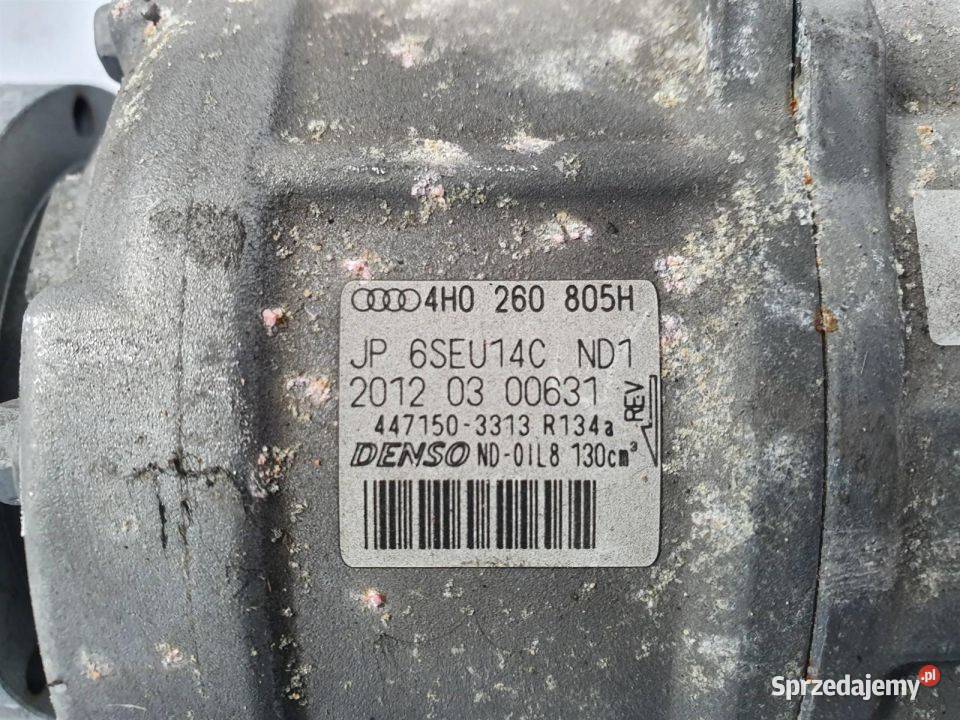 4H0 260 805H
JP 6SEU14C ND1
2012 03 00631
REV
447150-3313 R134a
DENSO ND-OIL8 130cm³
Sprzedajemy.pl